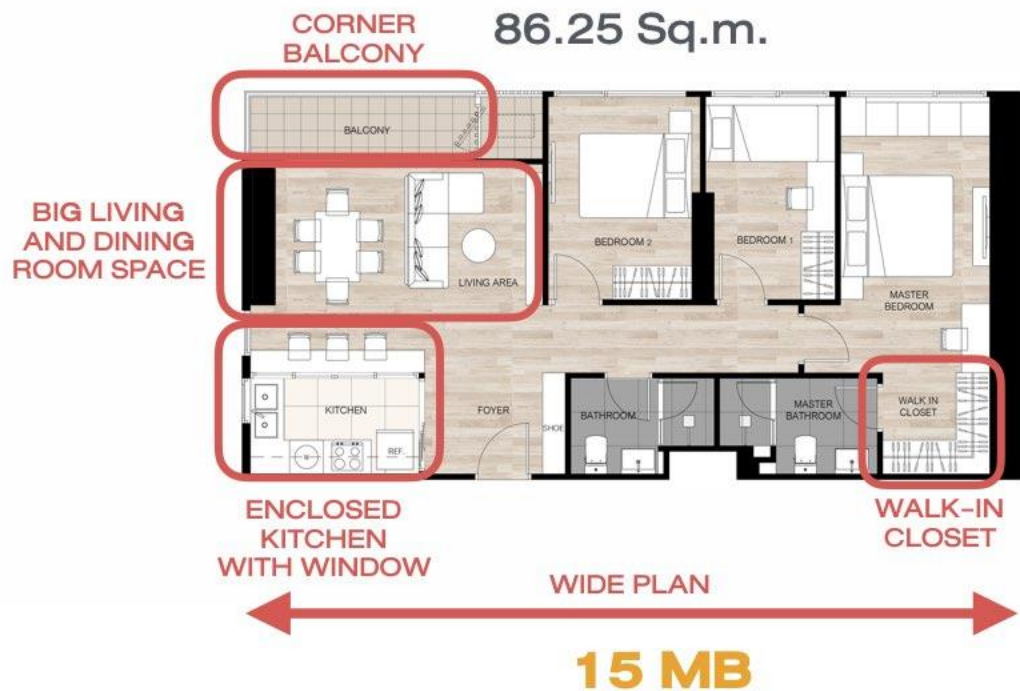 CORNER
BALCONY
86.25 Sq.m.
BALCONY
BIG LIVING
AND DINING
ROOM SPACE
LIVING AREA
BEDROOM 2
BEDROOM 1
MASTER
BEDROOM
KITCHEN
REF.
FOYER
SHOE
BATHROOM
MASTER
BATHROOM
WALK IN
CLOSET
ENCLOSED
KITCHEN
WITH WINDOW
WALK-IN
CLOSET
WIDE PLAN
15 MB